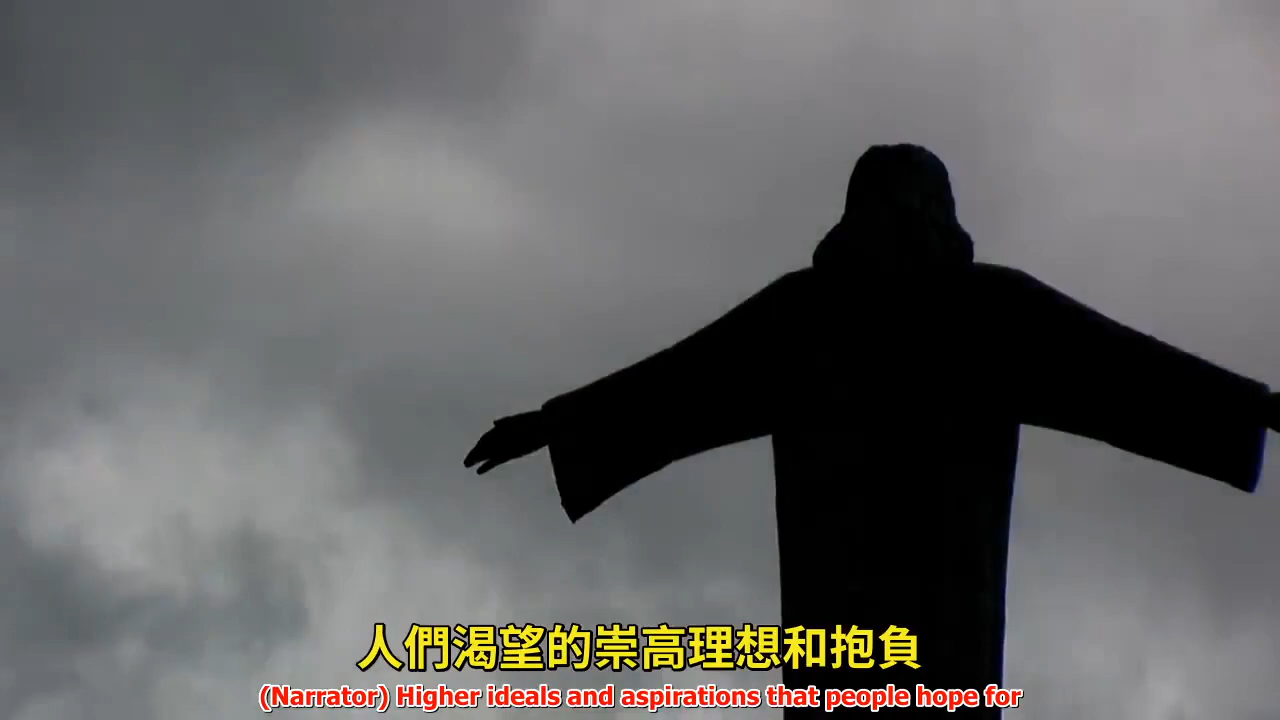 人們渴望的崇高理想和抱負
(Narrator) Higher ideals and aspirations that people hope for